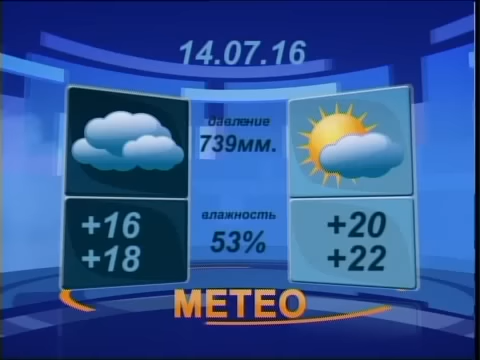 14.07.16
давление
739мм.
влажность
53%
+16
+18
+20
+22
МЕТЕО